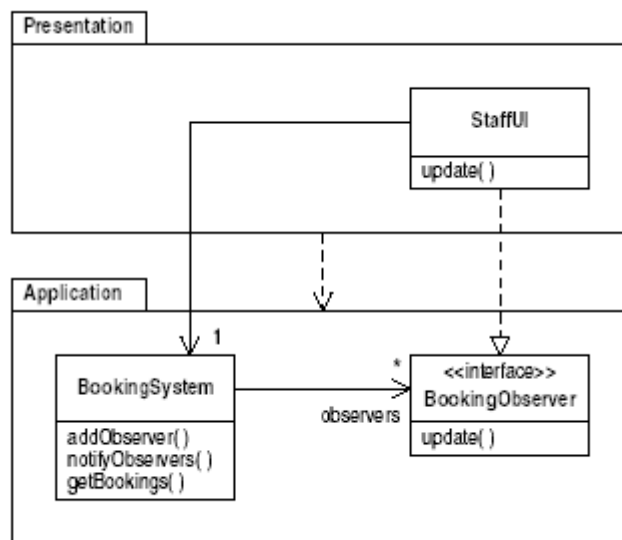 Presentation
StaffUI
update( )
Application
1
BookingSystem
addObserver( )
notifyObservers( )
getBookings( )
*
observers
<<interface>>
BookingObserver
update( )